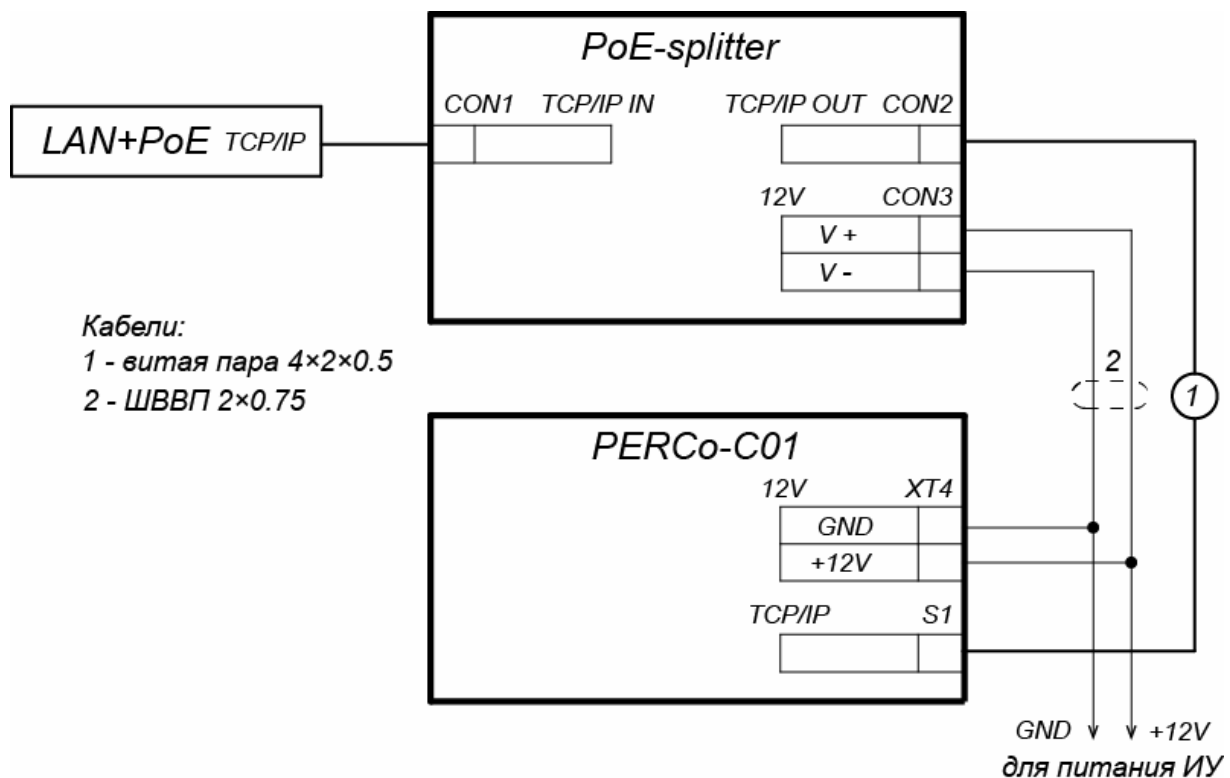 PoE-splitter
CON1 TCP/IP IN TCP/IP OUT CON2
LAN+PoE TCP/IP
12V CON3
V +
V -
Кабели:
1 - витая пара 4×2×0.5
2 - ШВВП 2×0.75
2
1
PERCo-C01
12V XT4
GND
+12V
TCP/IP S1
GND +12V
для питания ИУ